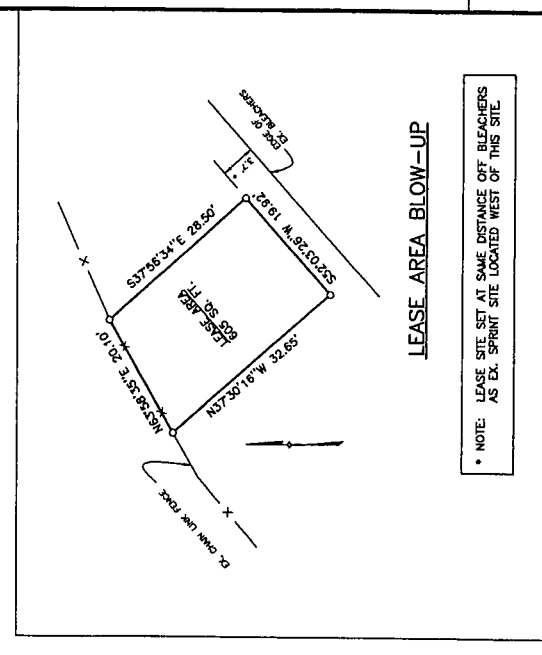 EDGE OF
EX. BLEACHERS
3.7' *
S37°56'34"E 28.50'
N63°58'35"E 20.10'
LEASE AREA
605 SQ. FT.
S52°03'26"W 19.92'
N37°30'16"W 32.65'
EX. CHAIN LINK FENCE
LEASE AREA BLOW-UP
* NOTE: LEASE SITE SET AT SAME DISTANCE OFF BLEACHERS
AS EX. SPRINT SITE LOCATED WEST OF THIS SITE.